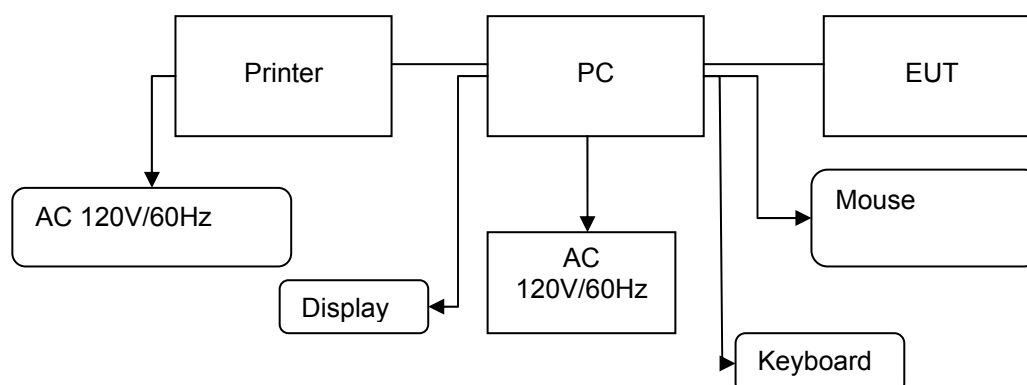 Printer
PC
EUT
AC 120V/60Hz
Mouse
AC
120V/60Hz
Display
Keyboard